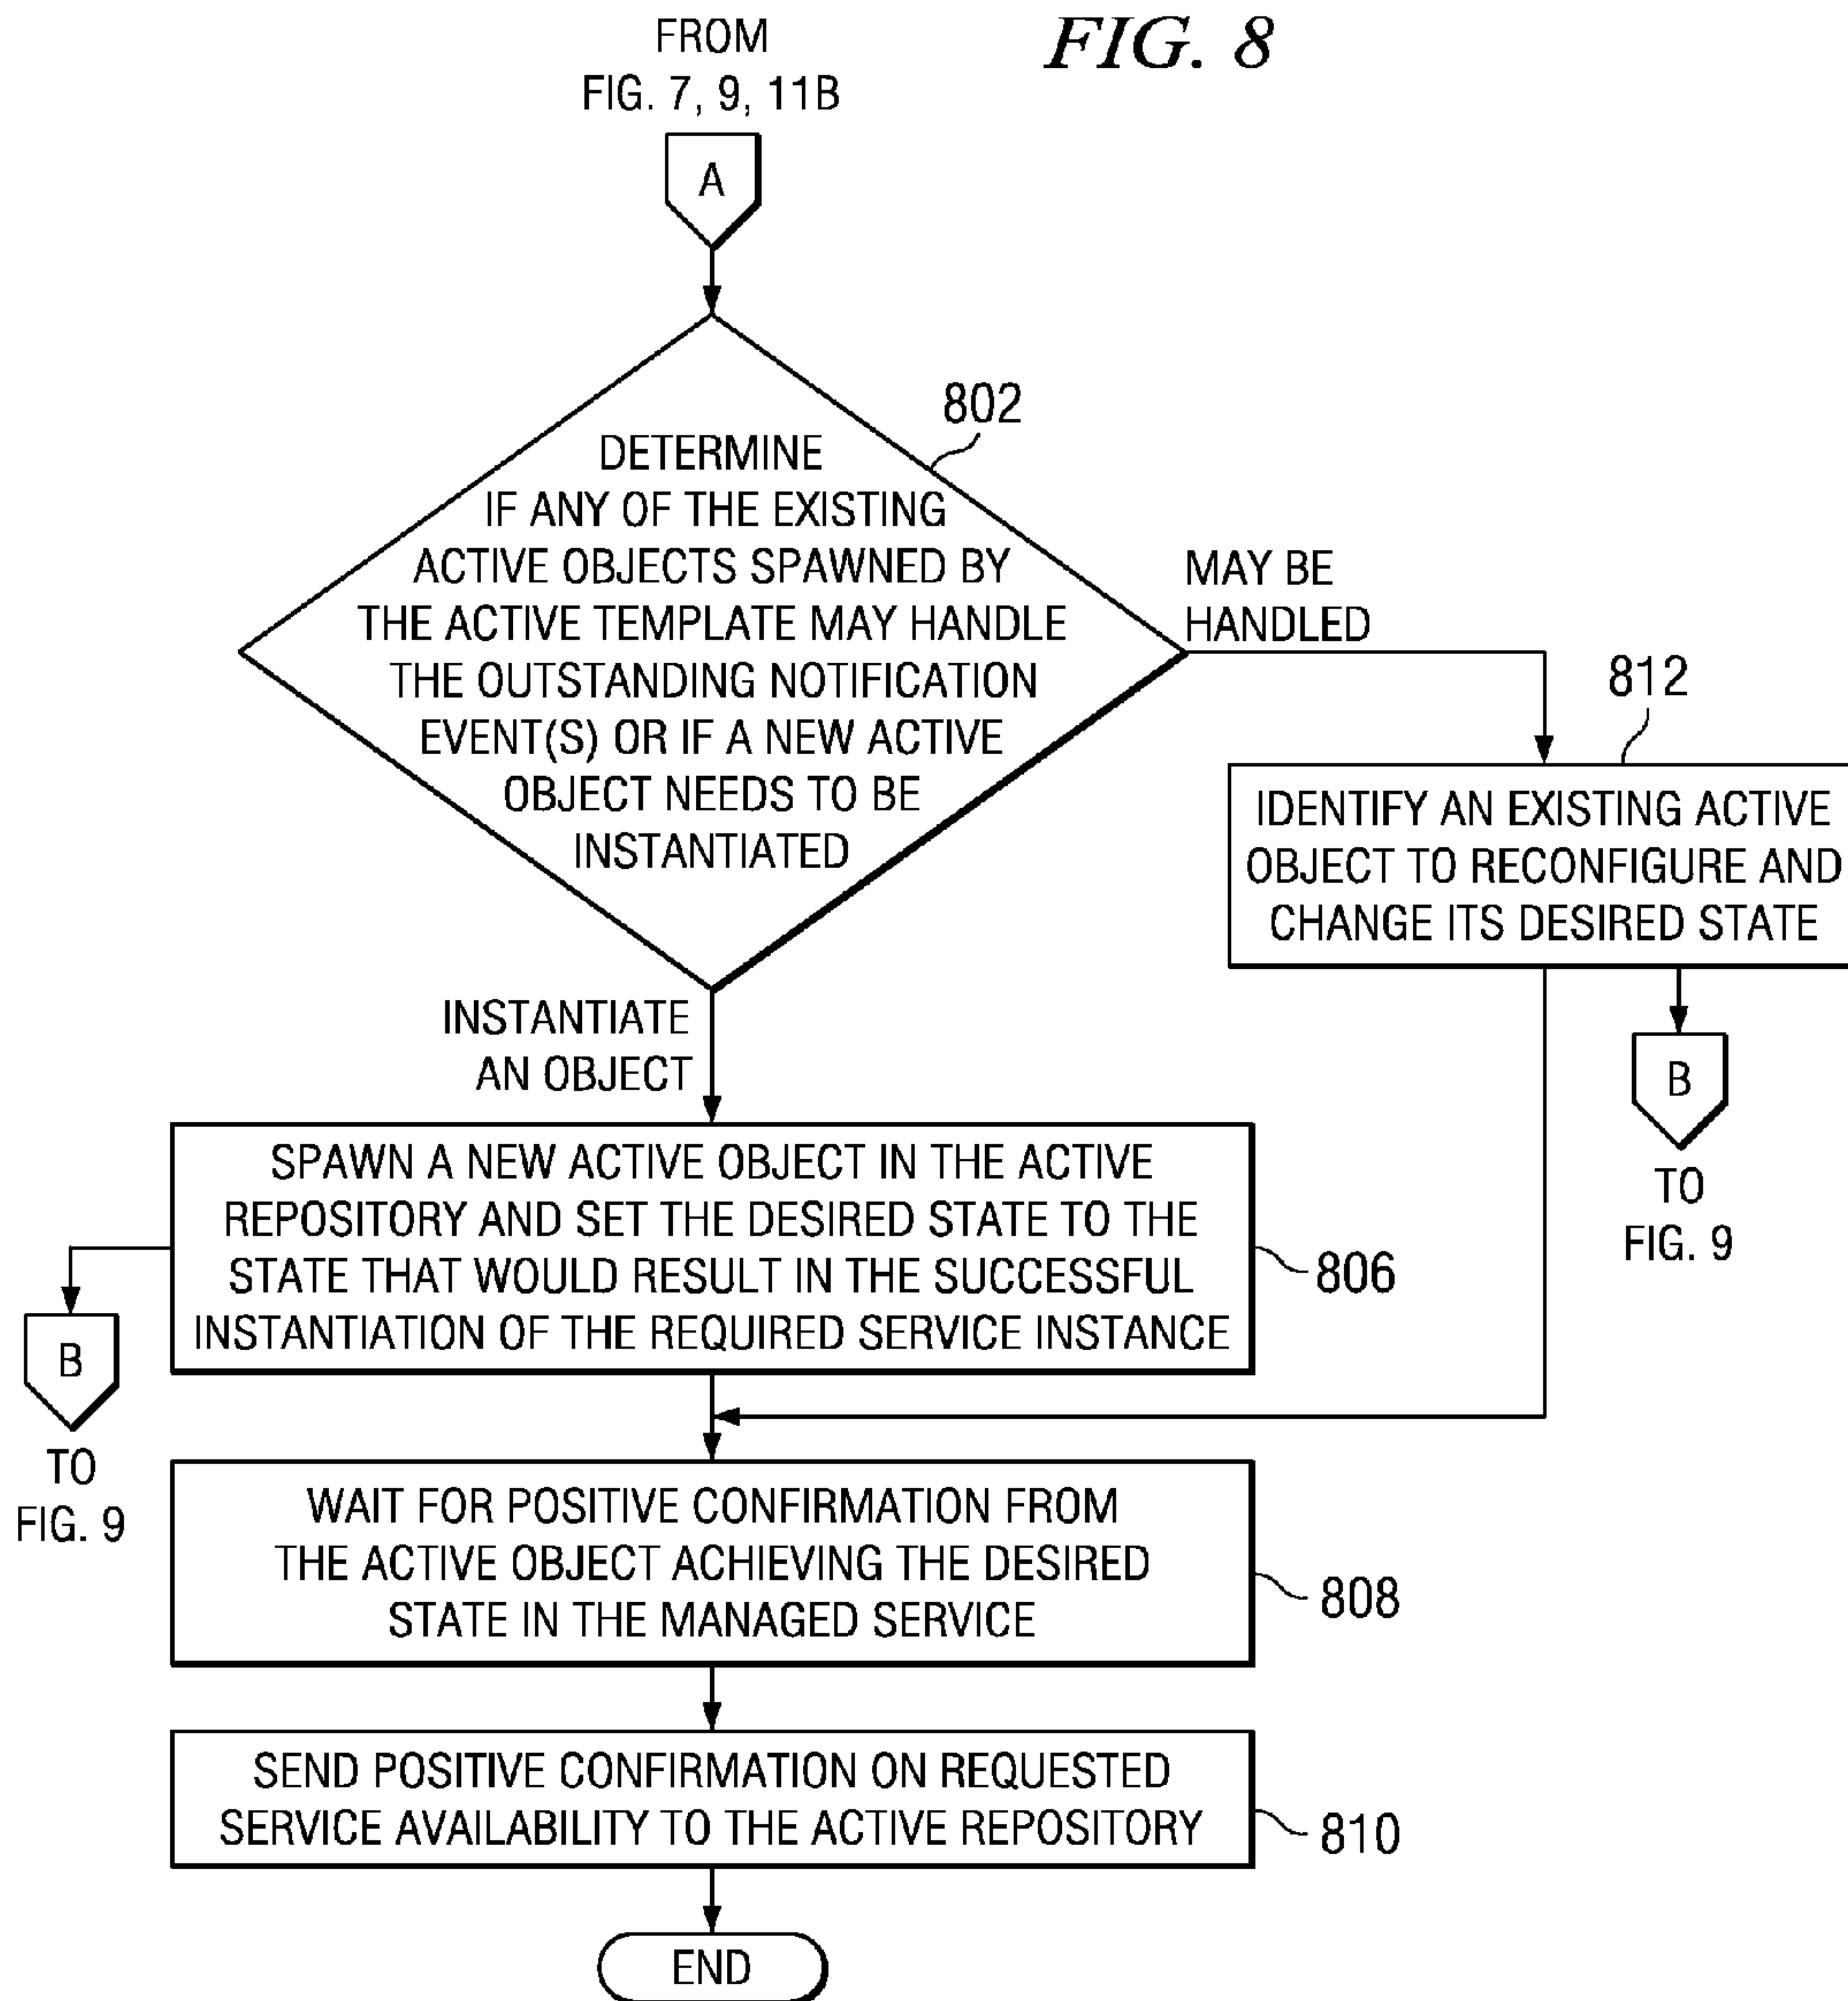 FIG. 8
FROM
FIG. 7, 9, 11B
A
802
DETERMINE
IF ANY OF THE EXISTING
ACTIVE OBJECTS SPAWNED BY
THE ACTIVE TEMPLATE MAY HANDLE
THE OUTSTANDING NOTIFICATION
EVENT(S) OR IF A NEW ACTIVE
OBJECT NEEDS TO BE
INSTANTIATED
MAY BE
HANDLED
812
IDENTIFY AN EXISTING ACTIVE
OBJECT TO RECONFIGURE AND
CHANGE ITS DESIRED STATE
B
TO
FIG. 9
INSTANTIATE
AN OBJECT
SPAWN A NEW ACTIVE OBJECT IN THE ACTIVE
REPOSITORY AND SET THE DESIRED STATE TO THE
STATE THAT WOULD RESULT IN THE SUCCESSFUL
INSTANTIATION OF THE REQUIRED SERVICE INSTANCE
806
B
TO
FIG. 9
WAIT FOR POSITIVE CONFIRMATION FROM
THE ACTIVE OBJECT ACHIEVING THE DESIRED
STATE IN THE MANAGED SERVICE
808
SEND POSITIVE CONFIRMATION ON REQUESTED
SERVICE AVAILABILITY TO THE ACTIVE REPOSITORY
810
END